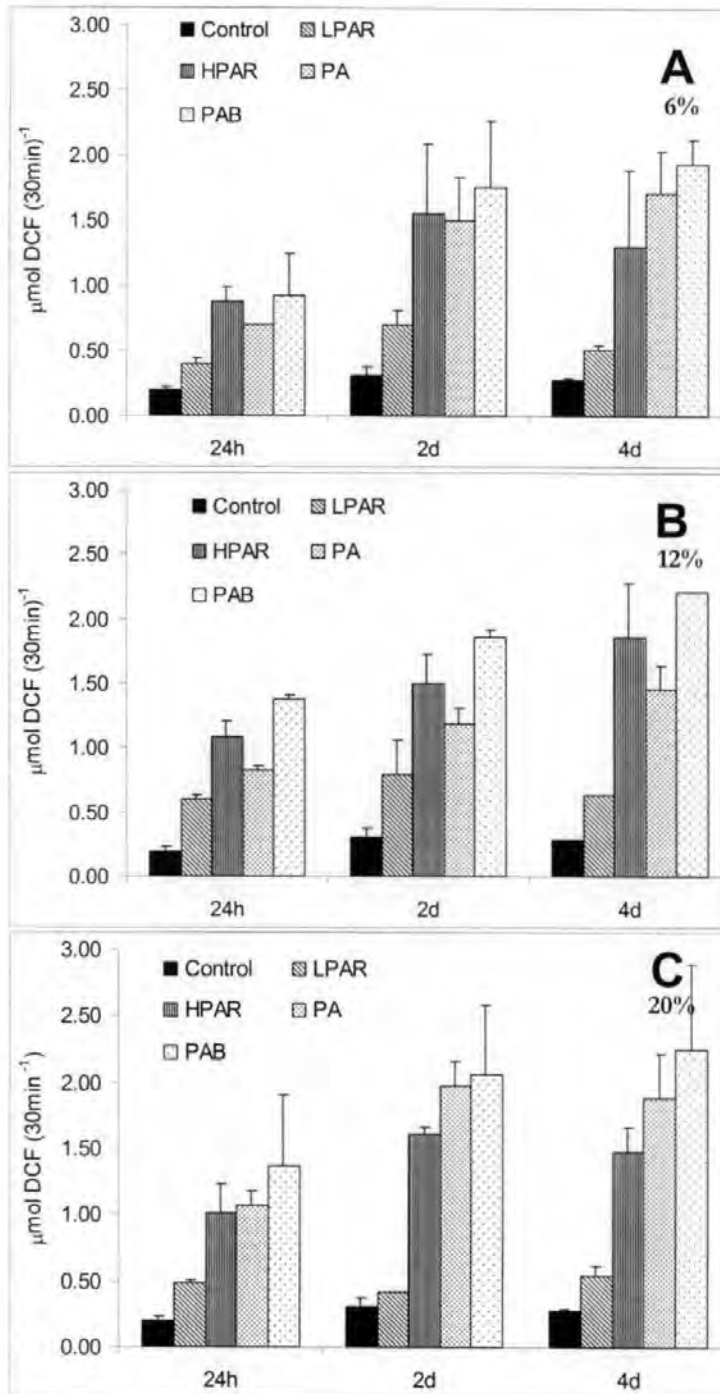 3.00
Control LPAR
HPAR PA
PAB
A
6%
2.50
2.00
1.50
1.00
0.50
0.00
µmol DCF (30min)⁻¹
24h 2d 4d
3.00
Control LPAR
HPAR PA
PAB
B
12%
2.50
2.00
1.50
1.00
0.50
0.00
µmol DCF (30min)⁻¹
24h 2d 4d
3.00
Control LPAR
HPAR PA
PAB
C
20%
2.50
2.00
1.50
1.00
0.50
0.00
µmol DCF (30min⁻¹)
24h 2d 4d